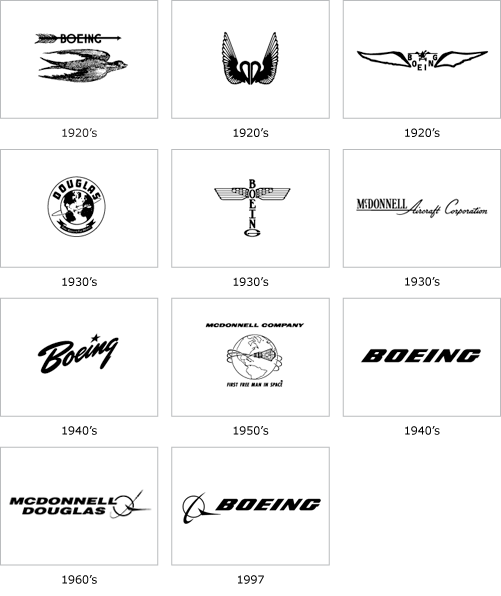 BOEING
1920's
1920's
BOEING
1920's
DOUGLAS
1930's
BOEING
1930's
McDONNELL Aircraft Corporation
1930's
Boeing
1940's
MCDONNELL COMPANY
FIRST FREE MAN IN SPACE
1950's
BOEING
1940's
MCDONNELL
DOUGLAS
1960's
BOEING
1997